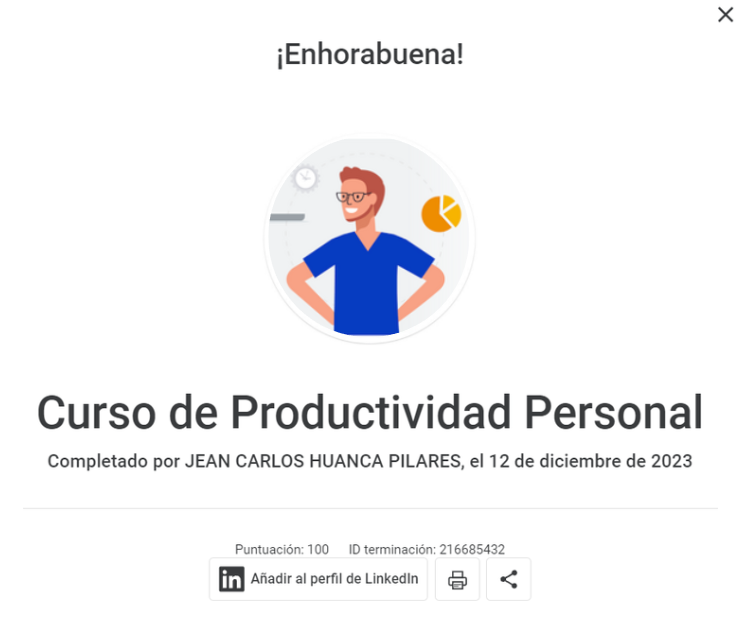 ¡Enhorabuena!
Curso de Productividad Personal
Completado por JEAN CARLOS HUANCA PILARES, el 12 de diciembre de 2023
Puntuación: 100 ID terminación: 216685432
in Añadir al perfil de LinkedIn